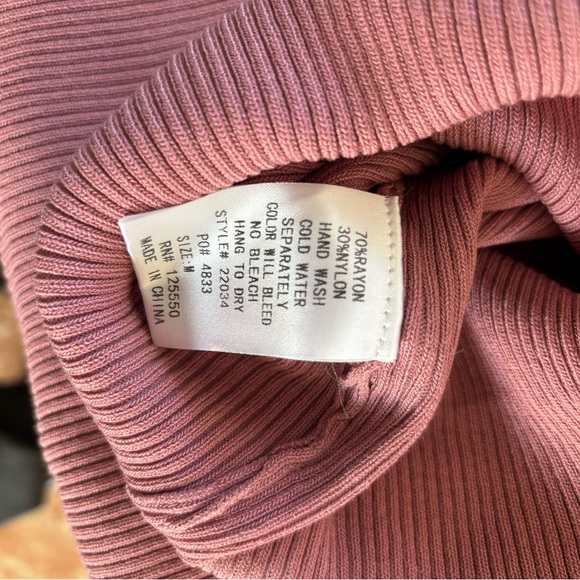 70%RAYON
30%NYLON
HAND WASH
COLD WATER
SEPARATELY
COLOR WILL BLEED
NO BLEACH
HANG TO DRY
STYLE# 22034
PO# 4833
SIZE:M
RN# 125550
MADE IN CHINA